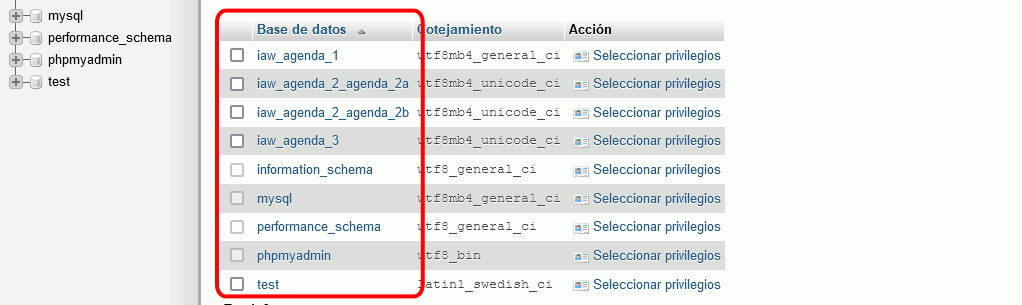 mysql
performance_schema
phpmyadmin
test
Base de datos Cotejamiento Acción
iaw_agenda_1 utf8mb4_general_ci Seleccionar privilegios
iaw_agenda_2_agenda_2a utf8mb4_unicode_ci Seleccionar privilegios
iaw_agenda_2_agenda_2b utf8mb4_unicode_ci Seleccionar privilegios
iaw_agenda_3 utf8mb4_unicode_ci Seleccionar privilegios
information_schema utf8_general_ci Seleccionar privilegios
mysql utf8mb4_general_ci Seleccionar privilegios
performance_schema utf8_general_ci Seleccionar privilegios
phpmyadmin utf8_bin Seleccionar privilegios
test latin1_swedish_ci Seleccionar privilegios